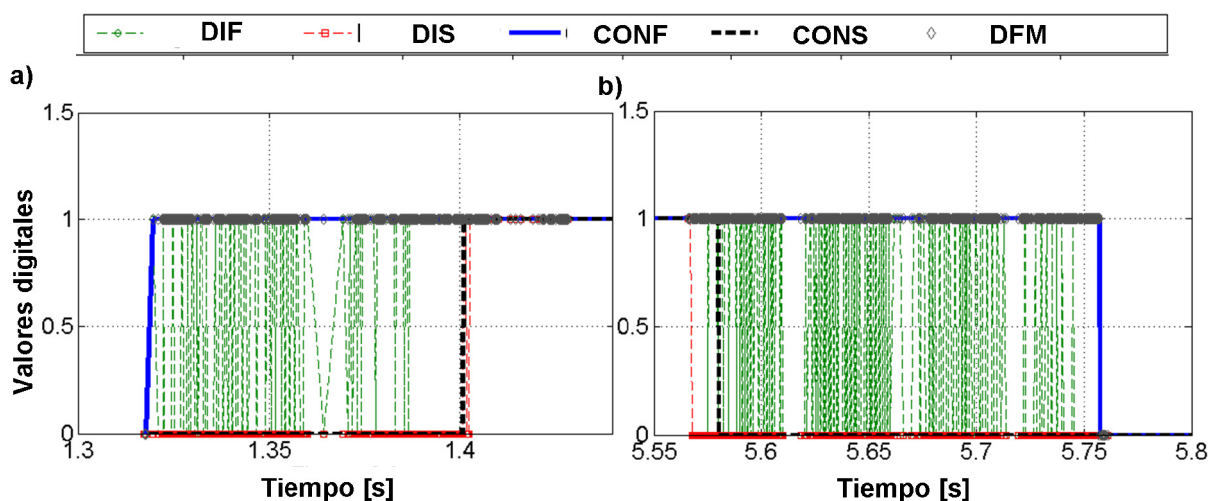 DIF DIS CONF CONS DFM
a)
b)
1.5
1
0.5
0
1.3 1.35 1.4
Valores digitales
Tiempo [s]
1.5
1
0.5
0
5.55 5.6 5.65 5.7 5.75 5.8
Tiempo [s]